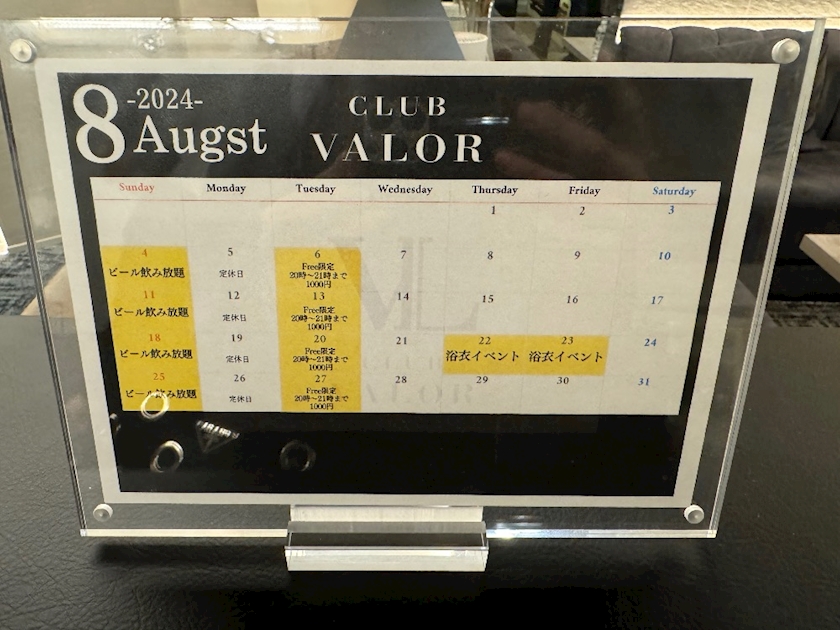 8 -2024-
Augst
CLUB
VALOR
Sunday Monday Tuesday Wednesday Thursday Friday Saturday
1 2 3
4 5 6 7 8 9 10
ビール飲み放題 定休日 Free限定
20時〜21時まで
1000円
11 12 13 14 15 16 17
ビール飲み放題 定休日 Free限定
20時〜21時まで
1000円
18 19 20 21 22 23 24
ビール飲み放題 定休日 Free限定 浴衣イベント 浴衣イベント
20時〜21時まで
1000円
25 26 27 28 29 30 31
ビール飲み放題 定休日 Free限定
20時〜21時まで
1000円